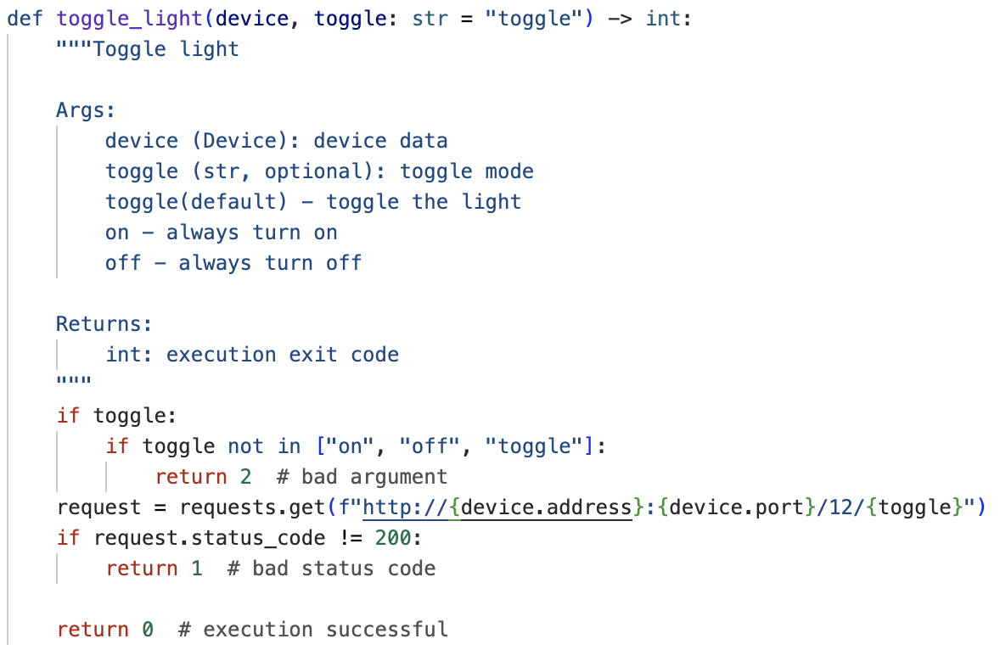 def toggle_light(device, toggle: str = "toggle") -> int:
    """Toggle light

    Args:
        device (Device): device data
        toggle (str, optional): toggle mode
        toggle(default) - toggle the light
        on - always turn on
        off - always turn off

    Returns:
        int: execution exit code
    """
    if toggle:
        if toggle not in ["on", "off", "toggle"]:
            return 2  # bad argument
    request = requests.get(f"http://{device.address}:{device.port}/12/{toggle}")
    if request.status_code != 200:
        return 1  # bad status code

    return 0  # execution successful